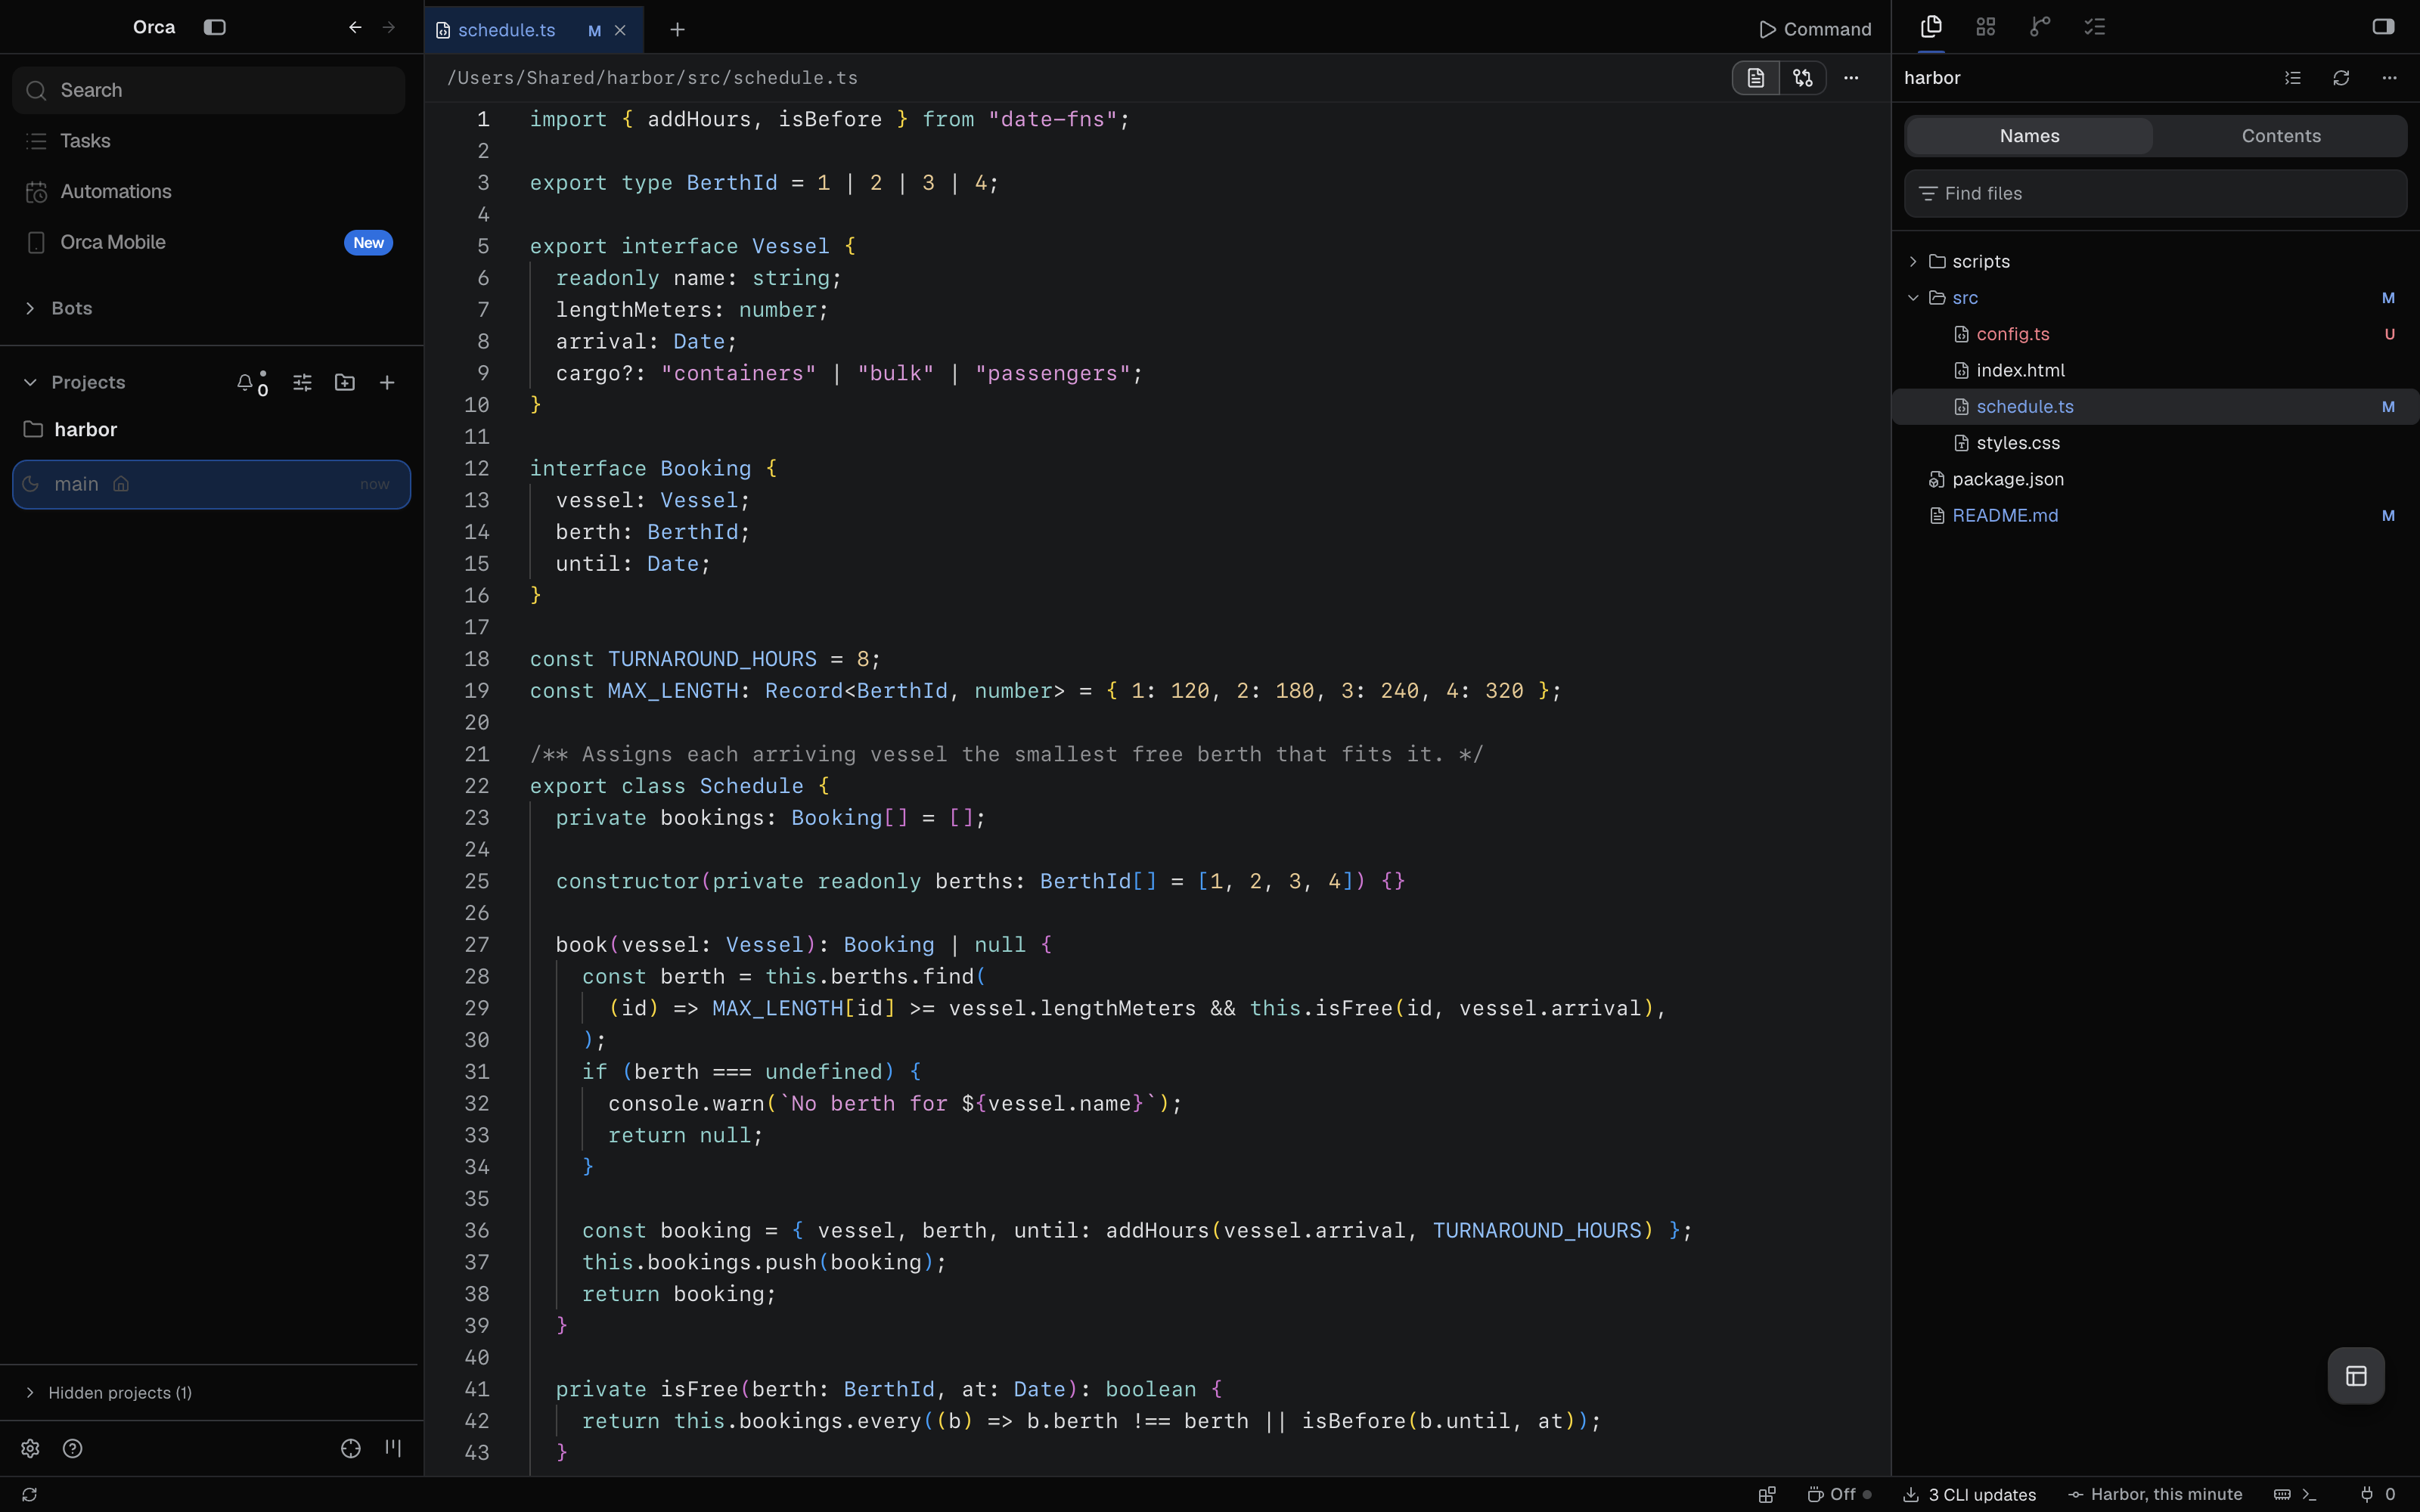 Orca
Search
Tasks
Automations
Orca Mobile
New
Bots
Projects
0
harbor
main
now
Hidden projects (1)
schedule.ts
M
Command
/Users/Shared/harbor/src/schedule.ts
1 import { addHours, isBefore } from "date-fns";
2
3 export type BerthId = 1 | 2 | 3 | 4;
4
5 export interface Vessel {
6   readonly name: string;
7   lengthMeters: number;
8   arrival: Date;
9   cargo?: "containers" | "bulk" | "passengers";
10 }
11
12 interface Booking {
13   vessel: Vessel;
14   berth: BerthId;
15   until: Date;
16 }
17
18 const TURNAROUND_HOURS = 8;
19 const MAX_LENGTH: Record<BerthId, number> = { 1: 120, 2: 180, 3: 240, 4: 320 };
20
21 /** Assigns each arriving vessel the smallest free berth that fits it. */
22 export class Schedule {
23   private bookings: Booking[] = [];
24
25   constructor(private readonly berths: BerthId[] = [1, 2, 3, 4]) {}
26
27   book(vessel: Vessel): Booking | null {
28     const berth = this.berths.find(
29       (id) => MAX_LENGTH[id] >= vessel.lengthMeters && this.isFree(id, vessel.arrival),
30     );
31     if (berth === undefined) {
32       console.warn(`No berth for ${vessel.name}`);
33       return null;
34     }
35
36     const booking = { vessel, berth, until: addHours(vessel.arrival, TURNAROUND_HOURS) };
37     this.bookings.push(booking);
38     return booking;
39   }
40
41   private isFree(berth: BerthId, at: Date): boolean {
42     return this.bookings.every((b) => b.berth !== berth || isBefore(b.until, at));
43   }
harbor
Names
Contents
Find files
scripts
src M
config.ts U
index.html
schedule.ts M
styles.css
package.json
README.md M
Off
3 CLI updates
Harbor, this minute
0